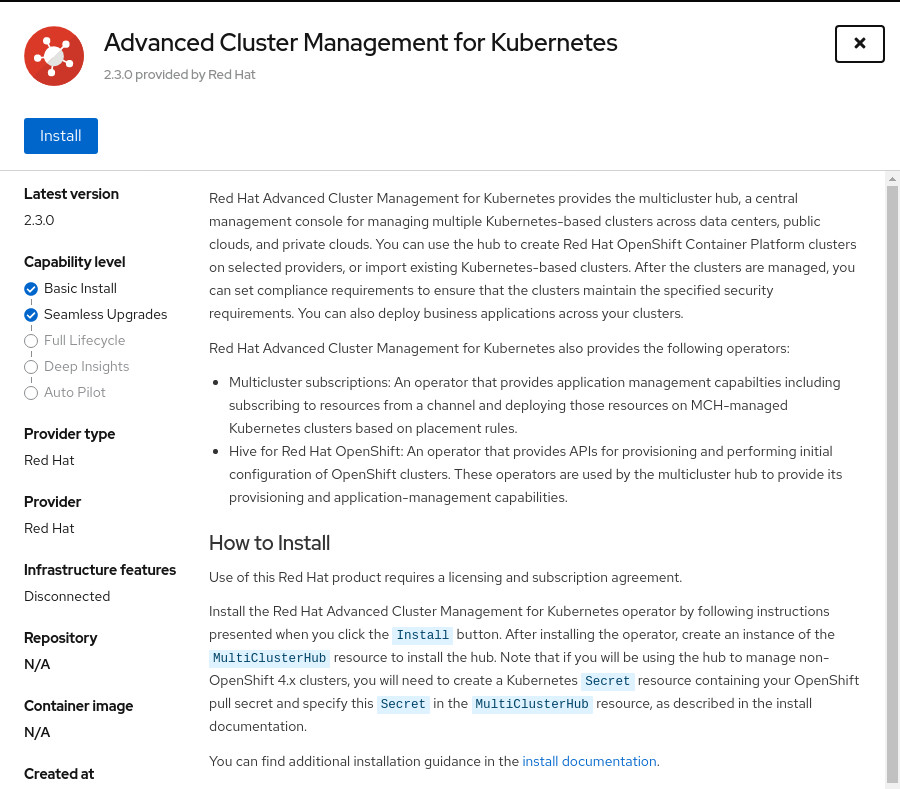 Advanced Cluster Management for Kubernetes
2.3.0 provided by Red Hat
Install
Latest version
2.3.0
Capability level
Basic Install
Seamless Upgrades
Full Lifecycle
Deep Insights
Auto Pilot
Provider type
Red Hat
Provider
Red Hat
Infrastructure features
Disconnected
Repository
N/A
Container image
N/A
Created at
Red Hat Advanced Cluster Management for Kubernetes provides the multicluster hub, a central
management console for managing multiple Kubernetes-based clusters across data centers, public
clouds, and private clouds. You can use the hub to create Red Hat OpenShift Container Platform clusters
on selected providers, or import existing Kubernetes-based clusters. After the clusters are managed, you
can set compliance requirements to ensure that the clusters maintain the specified security
requirements. You can also deploy business applications across your clusters.
Red Hat Advanced Cluster Management for Kubernetes also provides the following operators:
• Multicluster subscriptions: An operator that provides application management capabilties including
subscribing to resources from a channel and deploying those resources on MCH-managed
Kubernetes clusters based on placement rules.
• Hive for Red Hat OpenShift: An operator that provides APIs for provisioning and performing initial
configuration of OpenShift clusters. These operators are used by the multicluster hub to provide its
provisioning and application-management capabilities.
How to Install
Use of this Red Hat product requires a licensing and subscription agreement.
Install the Red Hat Advanced Cluster Management for Kubernetes operator by following instructions
presented when you click the Install button. After installing the operator, create an instance of the
MultiClusterHub resource to install the hub. Note that if you will be using the hub to manage non-
OpenShift 4.x clusters, you will need to create a Kubernetes Secret resource containing your OpenShift
pull secret and specify this Secret in the MultiClusterHub resource, as described in the install
documentation.
You can find additional installation guidance in the install documentation.